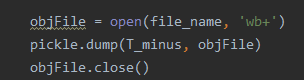 objFile = open(file_name, 'wb+')
pickle.dump(T_minus, objFile)
objFile.close()